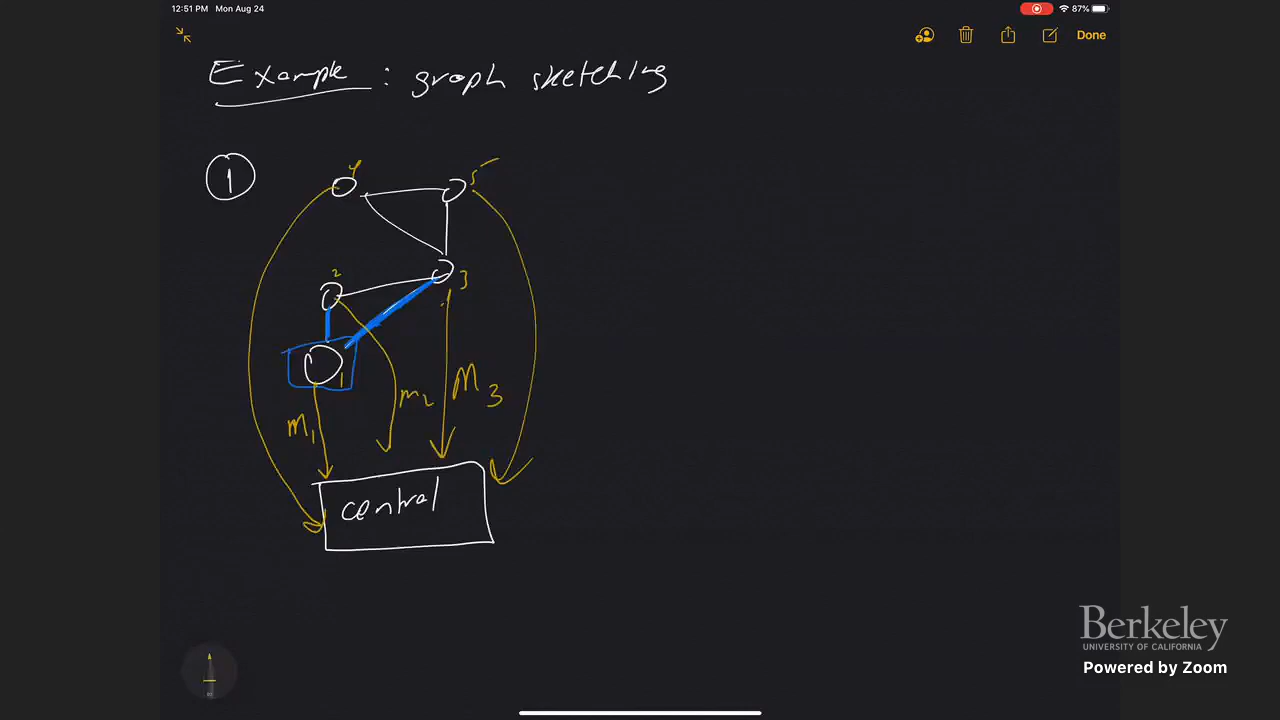 12:51 PM Mon Aug 24
87%
Done
Example : graph sketching
1
4
5
2
3
1
m2
M3
m1
central
Berkeley
UNIVERSITY OF CALIFORNIA
Powered by Zoom